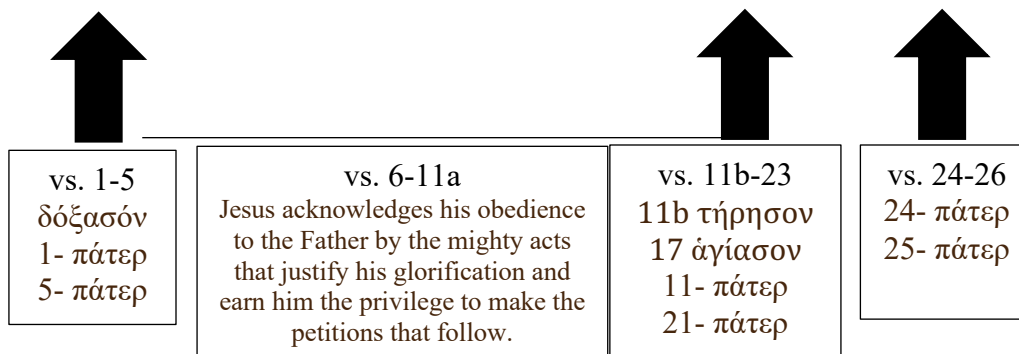 vs. 1-5
δόξασόν
1- πάτερ
5- πάτερ
vs. 6-11a
Jesus acknowledges his obedience
to the Father by the mighty acts
that justify his glorification and
earn him the privilege to make the
petitions that follow.
vs. 11b-23
11b τήρησον
17 ἁγίασον
11- πάτερ
21- πάτερ
vs. 24-26
24- πάτερ
25- πάτερ